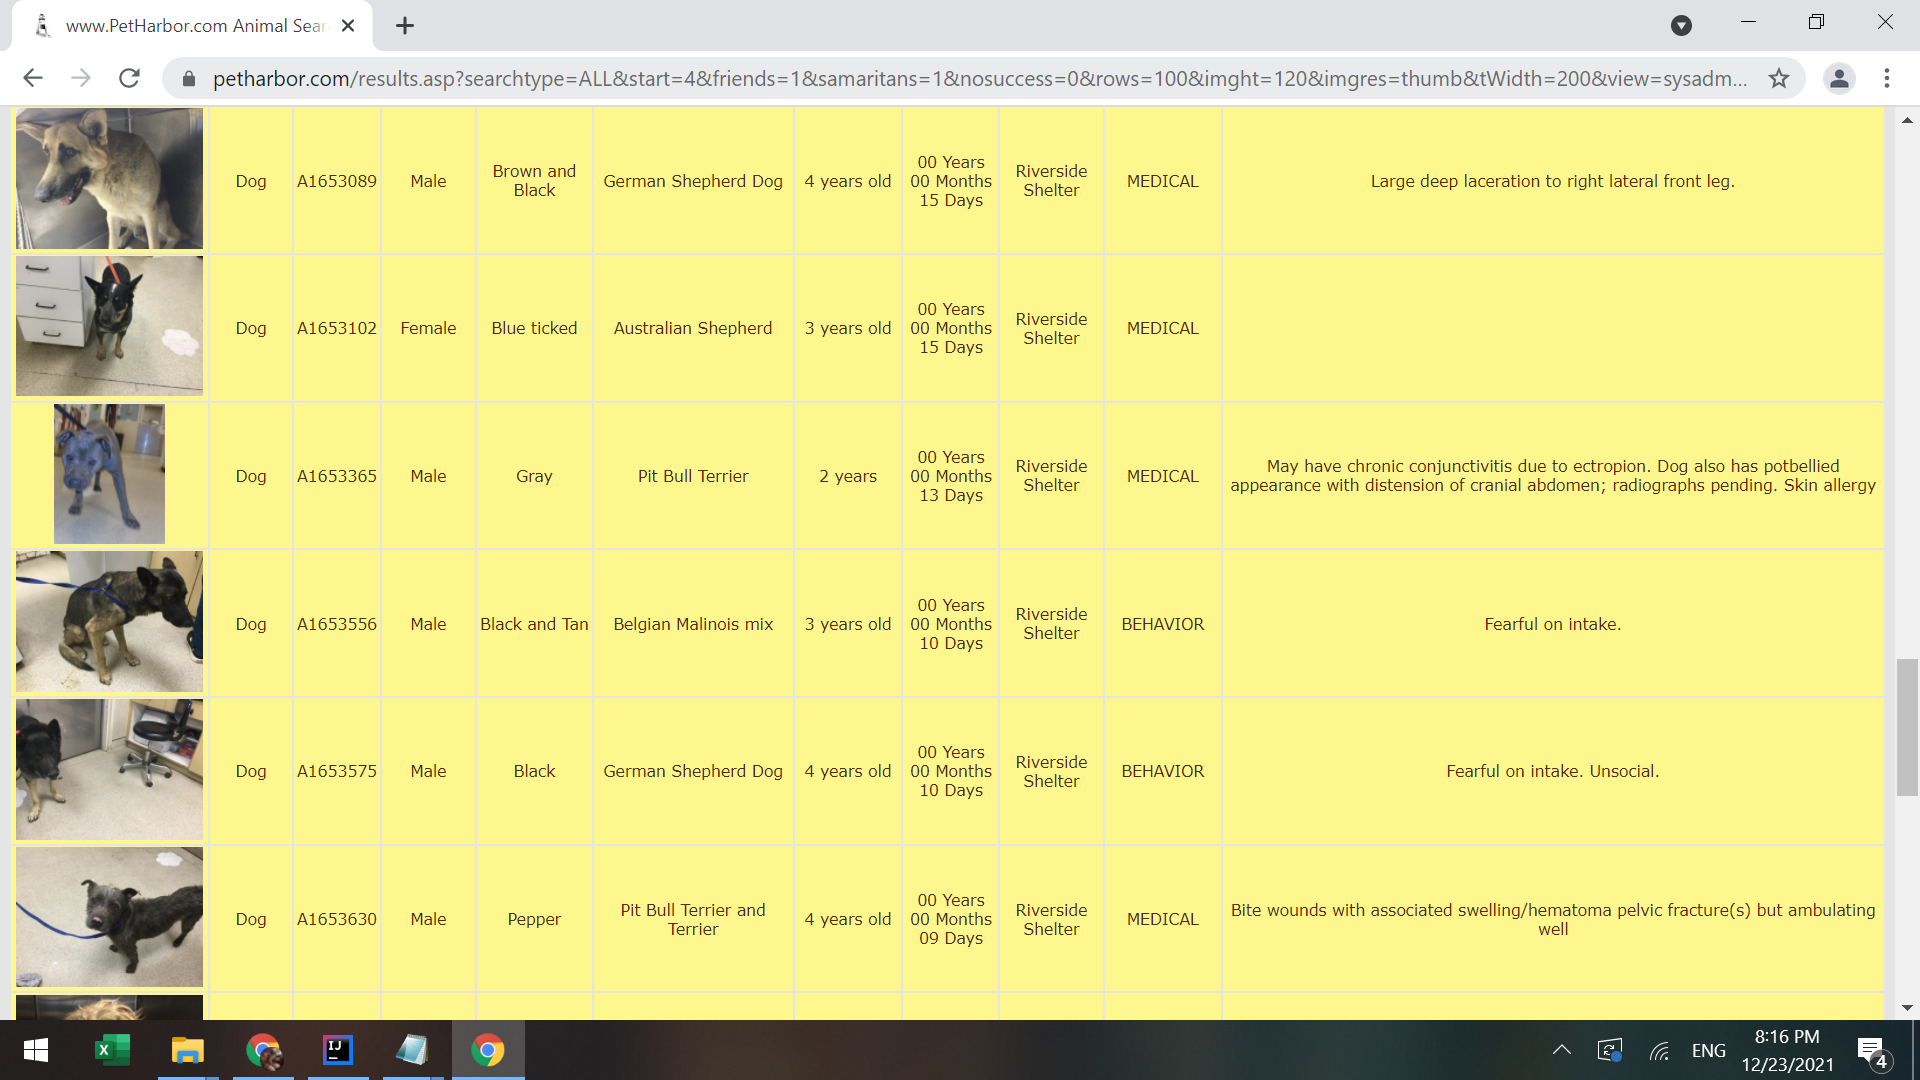 www.PetHarbor.com Animal Sear
petharbor.com/results.asp?searchtype=ALL&start=4&friends=1&samaritans=1&nosuccess=0&rows=100&imght=120&imgres=thumb&tWidth=200&view=sysadm...
Dog A1653089 Male Brown and Black German Shepherd Dog 4 years old 00 Years 00 Months 15 Days Riverside Shelter MEDICAL Large deep laceration to right lateral front leg.
Dog A1653102 Female Blue ticked Australian Shepherd 3 years old 00 Years 00 Months 15 Days Riverside Shelter MEDICAL
Dog A1653365 Male Gray Pit Bull Terrier 2 years 00 Years 00 Months 13 Days Riverside Shelter MEDICAL May have chronic conjunctivitis due to ectropion. Dog also has potbellied appearance with distension of cranial abdomen; radiographs pending. Skin allergy
Dog A1653556 Male Black and Tan Belgian Malinois mix 3 years old 00 Years 00 Months 10 Days Riverside Shelter BEHAVIOR Fearful on intake.
Dog A1653575 Male Black German Shepherd Dog 4 years old 00 Years 00 Months 10 Days Riverside Shelter BEHAVIOR Fearful on intake. Unsocial.
Dog A1653630 Male Pepper Pit Bull Terrier and Terrier 4 years old 00 Years 00 Months 09 Days Riverside Shelter MEDICAL Bite wounds with associated swelling/hematoma pelvic fracture(s) but ambulating well
X IJ ENG 8:16 PM
12/23/2021 4